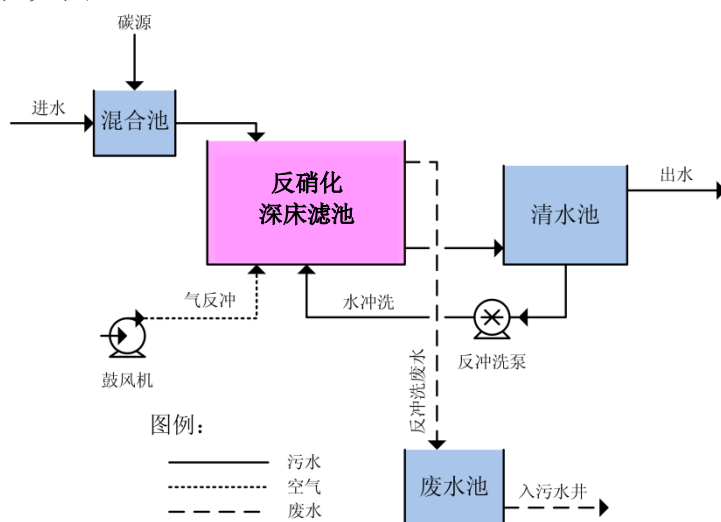 碳源
进水
混合池
反硝化
深床滤池
出水
清水池
气反冲
水冲洗
鼓风机
反冲洗泵
反冲洗废水
图例：
污水
空气
废水
废水池
入污水井